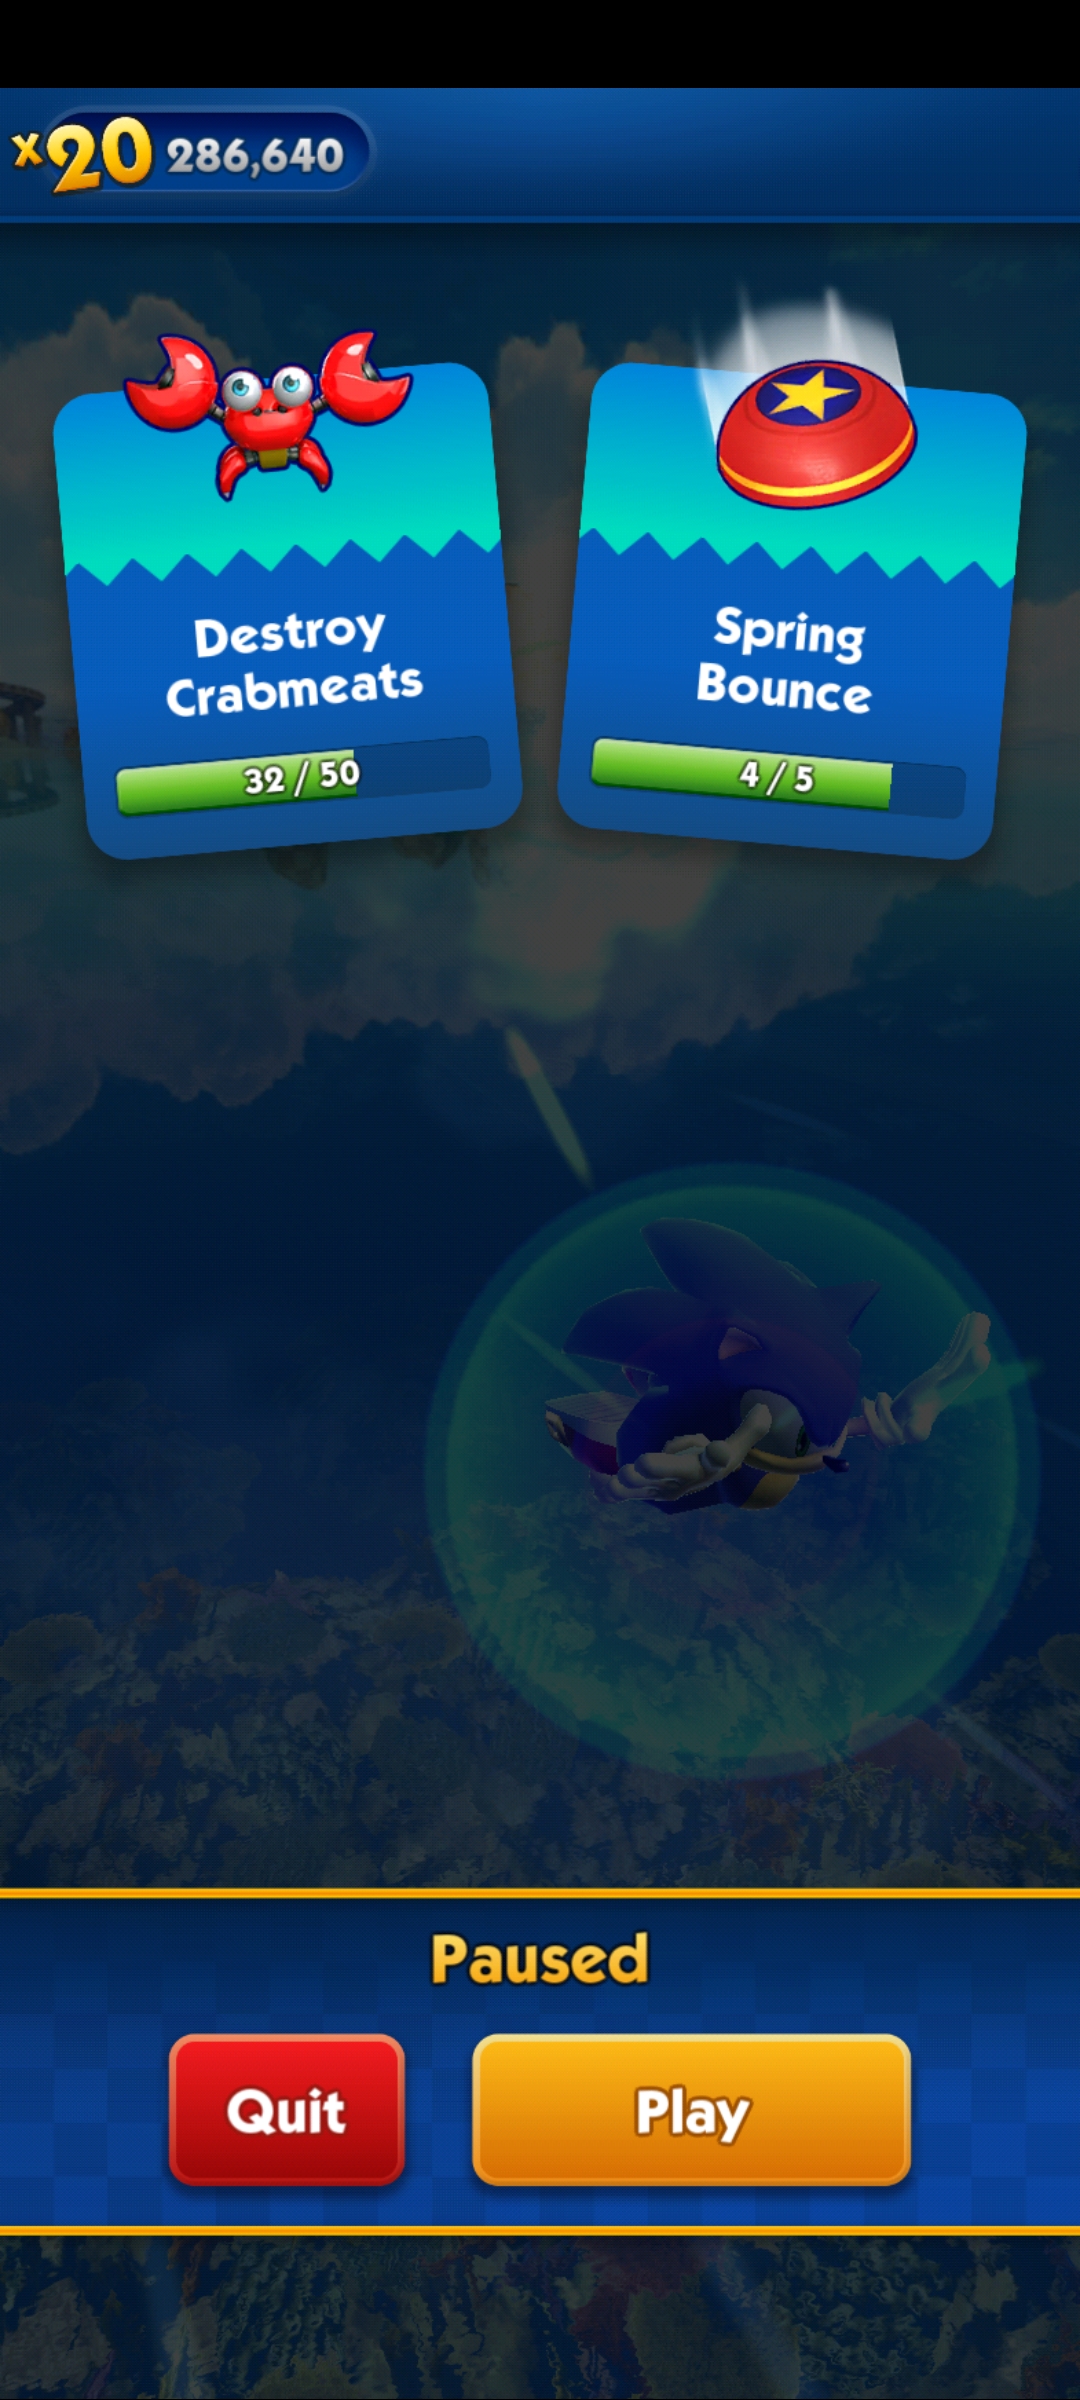 x20 286,640
Destroy
Crabmeats
32 / 50
Spring
Bounce
4 / 5
Paused
Quit
Play